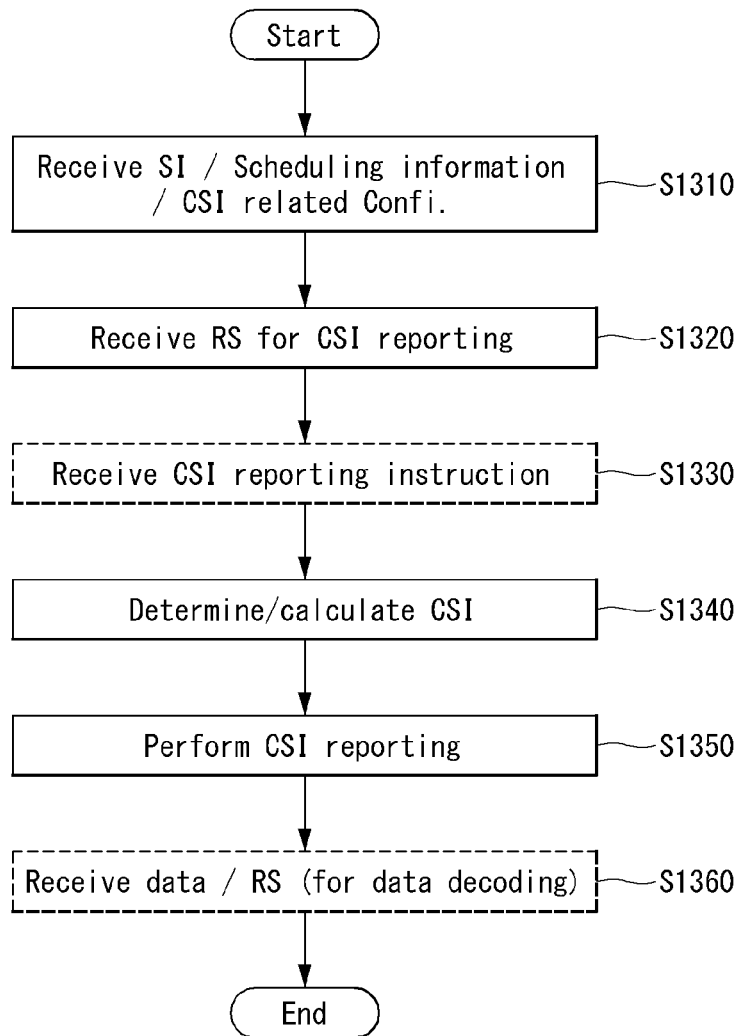 Start
Receive SI / Scheduling information
/ CSI related Confi.
S1310
Receive RS for CSI reporting
S1320
Receive CSI reporting instruction
S1330
Determine/calculate CSI
S1340
Perform CSI reporting
S1350
Receive data / RS (for data decoding)
S1360
End